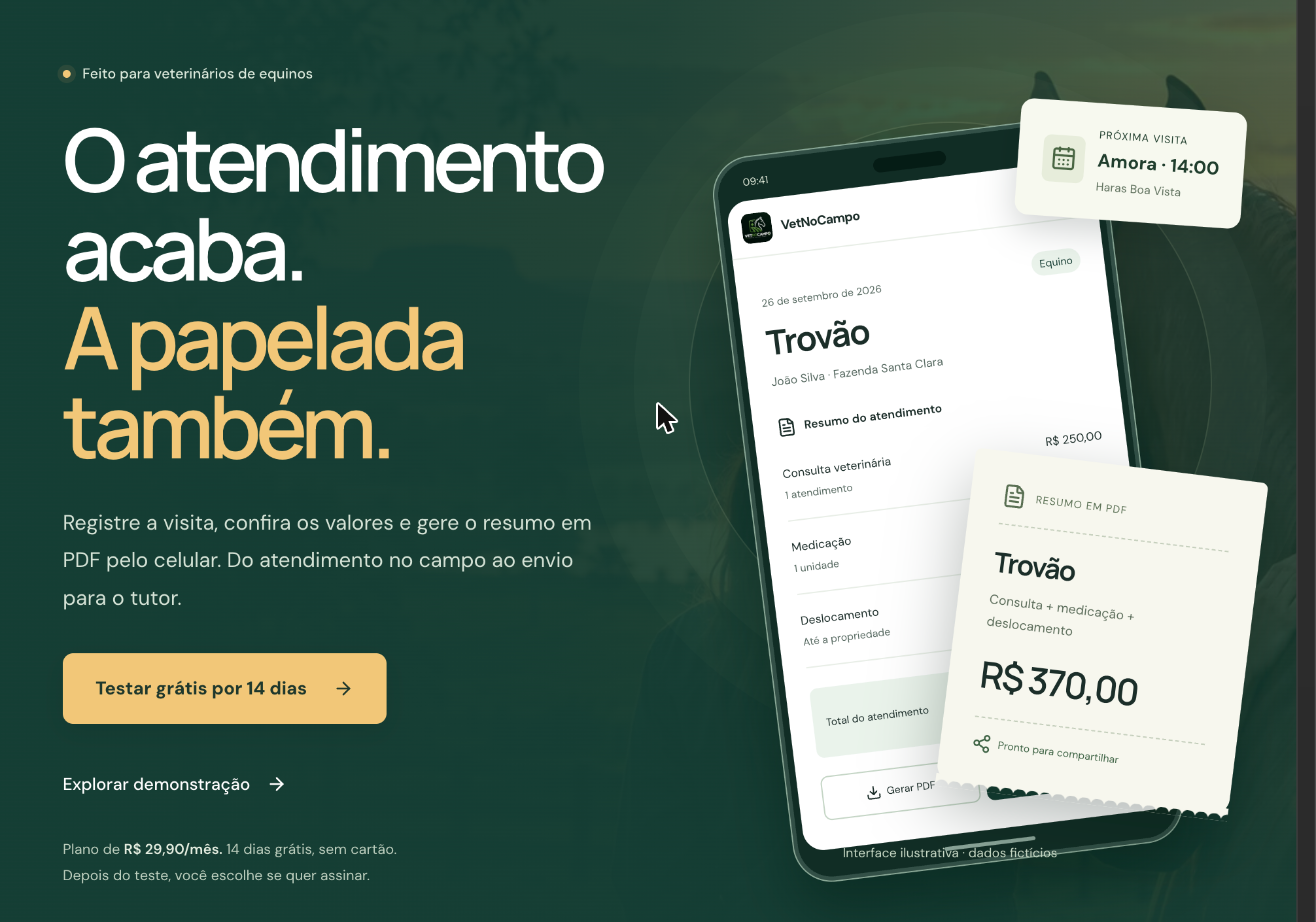 Feito para veterinários de equinos
O atendimento
acaba.
A papelada
também.
Registre a visita, confira os valores e gere o resumo em
PDF pelo celular. Do atendimento no campo ao envio
para o tutor.
Testar grátis por 14 dias
Explorar demonstração
Plano de R$ 29,90/mês. 14 dias grátis, sem cartão.
Depois do teste, você escolhe se quer assinar.
09:41
VetNoCampo
Equino
26 de setembro de 2026
Trovão
João Silva · Fazenda Santa Clara
Resumo do atendimento
Consulta veterinária
R$ 250,00
1 atendimento
Medicação
1 unidade
Deslocamento
Até a propriedade
Total do atendimento
Gerar PDF
PRÓXIMA VISITA
Amora · 14:00
Haras Boa Vista
RESUMO EM PDF
Trovão
Consulta + medicação +
deslocamento
R$ 370,00
Pronto para compartilhar
Interface ilustrativa · dados fictícios